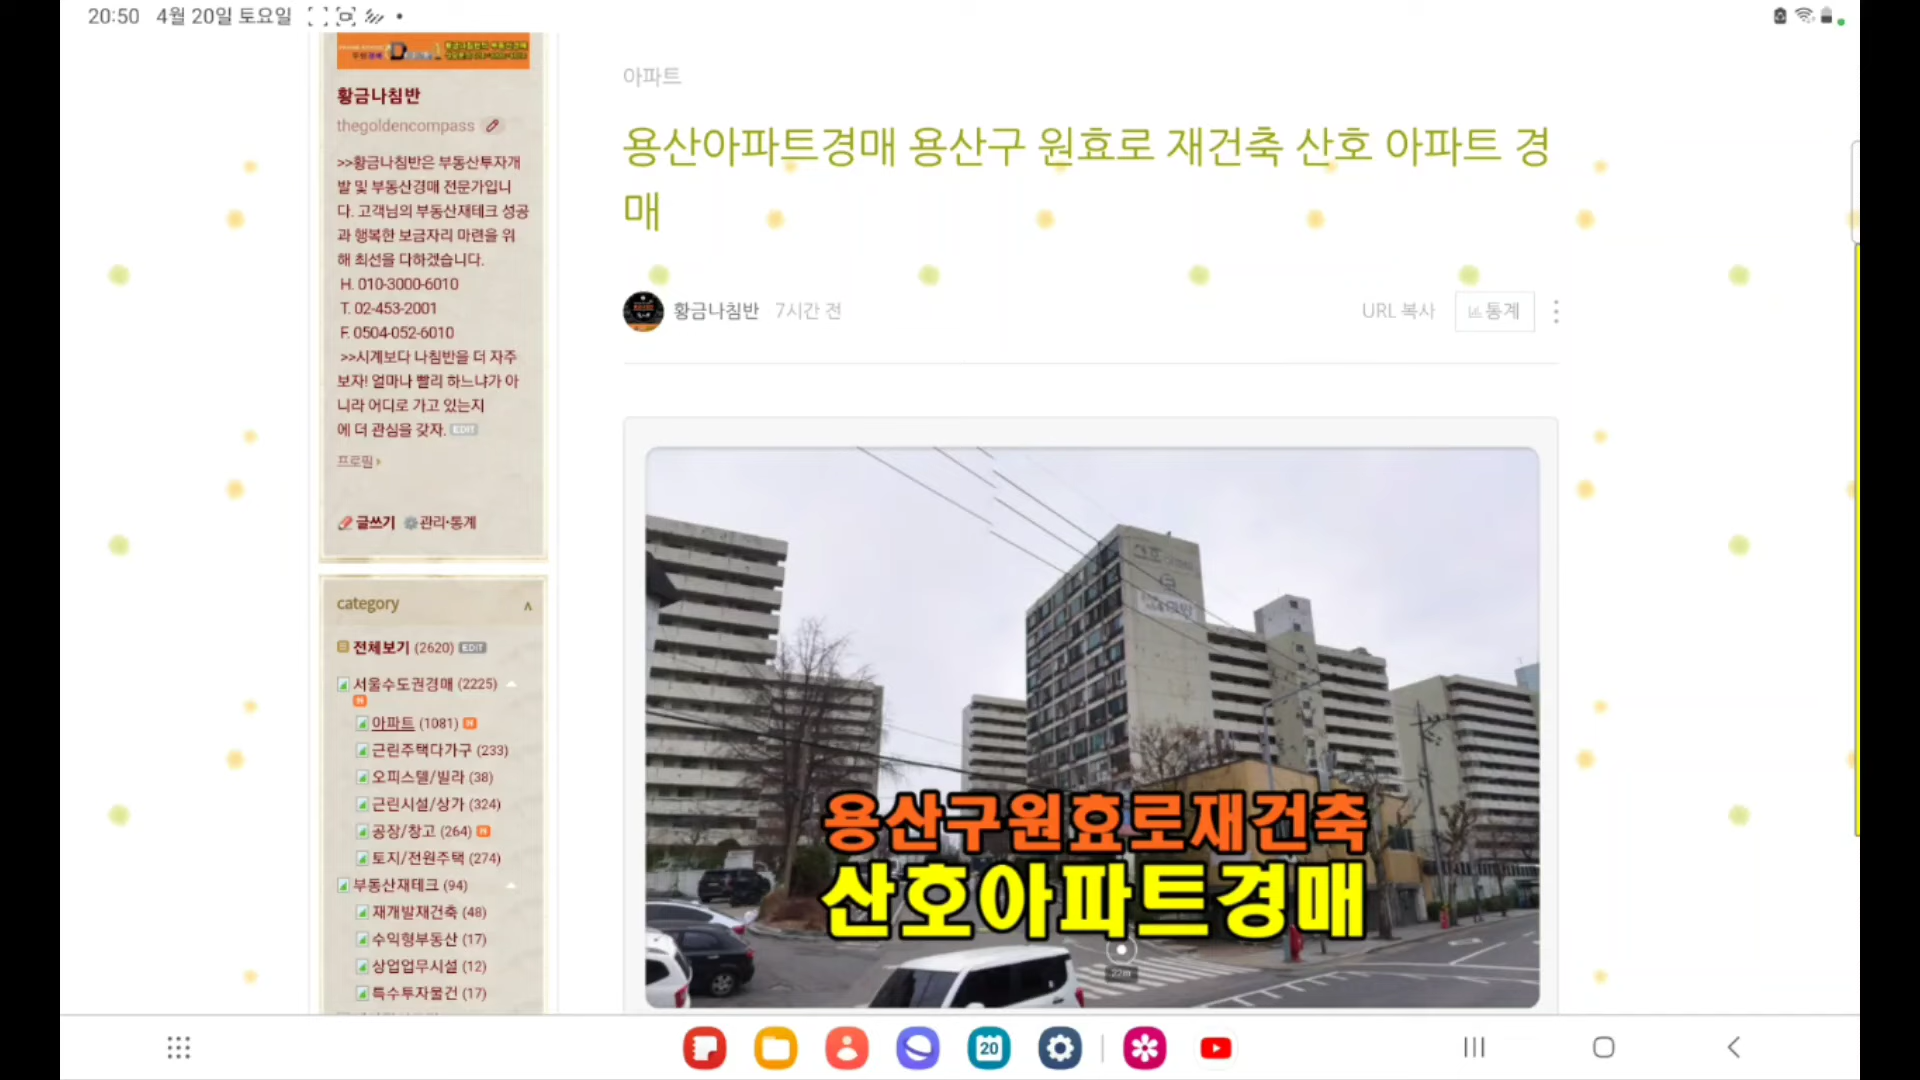 20:50 4월 20일 토요일
황금나침반
thegoldencompass
>>황금나침반은 부동산투자개
발 및 부동산경매 전문가입니
다. 고객님의 부동산재테크 성공
과 행복한 보금자리 마련을 위
해 최선을 다하겠습니다.
H. 010-3000-6010
T. 02-453-2001
F. 0504-052-6010
>>시계보다 나침반을 더 자주
보자! 얼마나 빨리 하느냐가 아
니라 어디로 가고 있는지
에 더 관심을 갖자. EDIT
프로필
글쓰기 관리·통계
category
전체보기 (2620) EDIT
서울수도권경매 (2225)
N
아파트 (1081) N
근린주택다가구 (233)
오피스텔/빌라 (38)
근린시설/상가 (324)
공장/창고 (264) N
토지/전원주택 (274)
부동산재테크 (94)
재개발재건축 (48)
수익형부동산 (17)
상업업무시설 (12)
특수투자물건 (17)
아파트
용산아파트경매 용산구 원효로 재건축 산호 아파트 경
매
황금나침반 7시간 전
URL 복사 통계
용산구원효로재건축
산호아파트경매
22m
20